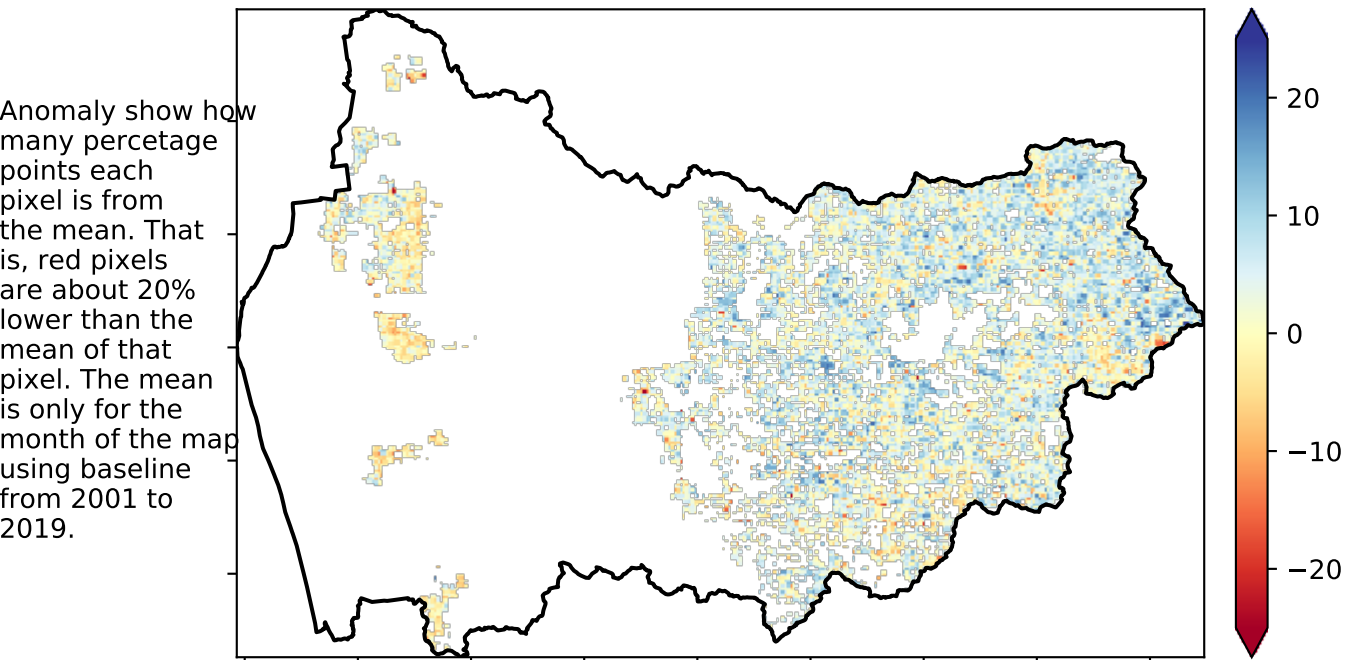 Anomaly show how
many percetage
points each
pixel is from
the mean. That
is, red pixels
are about 20%
lower than the
mean of that
pixel. The mean
is only for the
month of the map
using baseline
from 2001 to
2019.
20
10
0
−10
−20